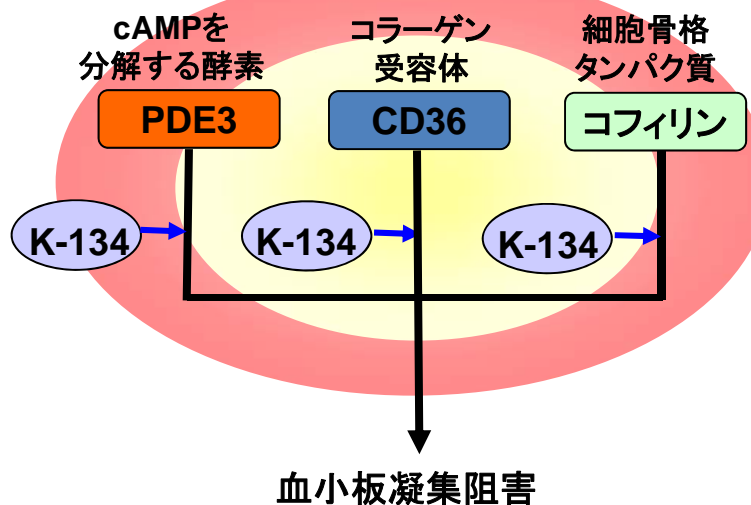 cAMPを
分解する酵素
PDE3
コラーゲン
受容体
CD36
細胞骨格
タンパク質
コフィリン
K-134
K-134
K-134
血小板凝集阻害